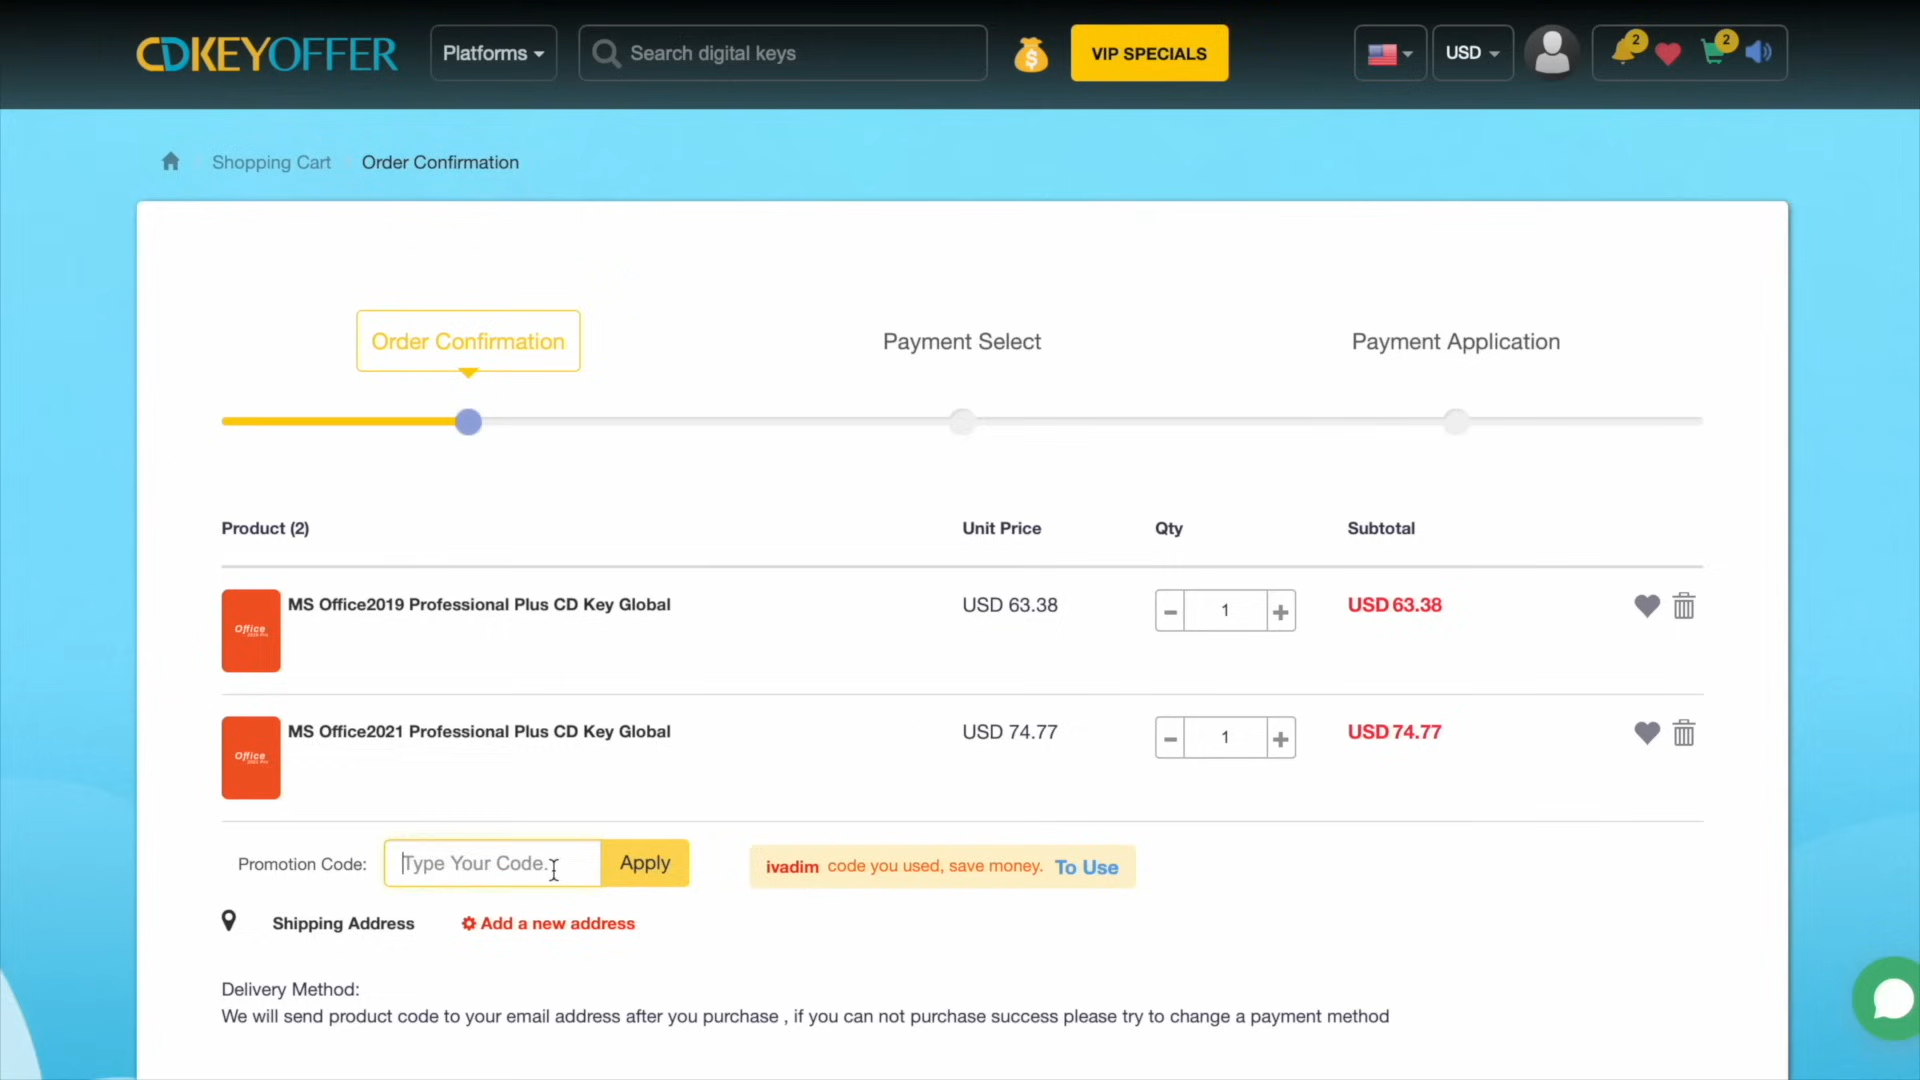 CDKEYOFFER
Platforms
Search digital keys
VIP SPECIALS
USD
2
2
Shopping Cart
Order Confirmation
Order Confirmation
Payment Select
Payment Application
Product (2)
Unit Price
Qty
Subtotal
MS Office2019 Professional Plus CD Key Global
USD 63.38
1
USD 63.38
Office
MS Office2021 Professional Plus CD Key Global
USD 74.77
1
USD 74.77
Office
Promotion Code:
Type Your Code.
Apply
ivadim code you used, save money. To Use
Shipping Address
Add a new address
Delivery Method:
We will send product code to your email address after you purchase , if you can not purchase success please try to change a payment method